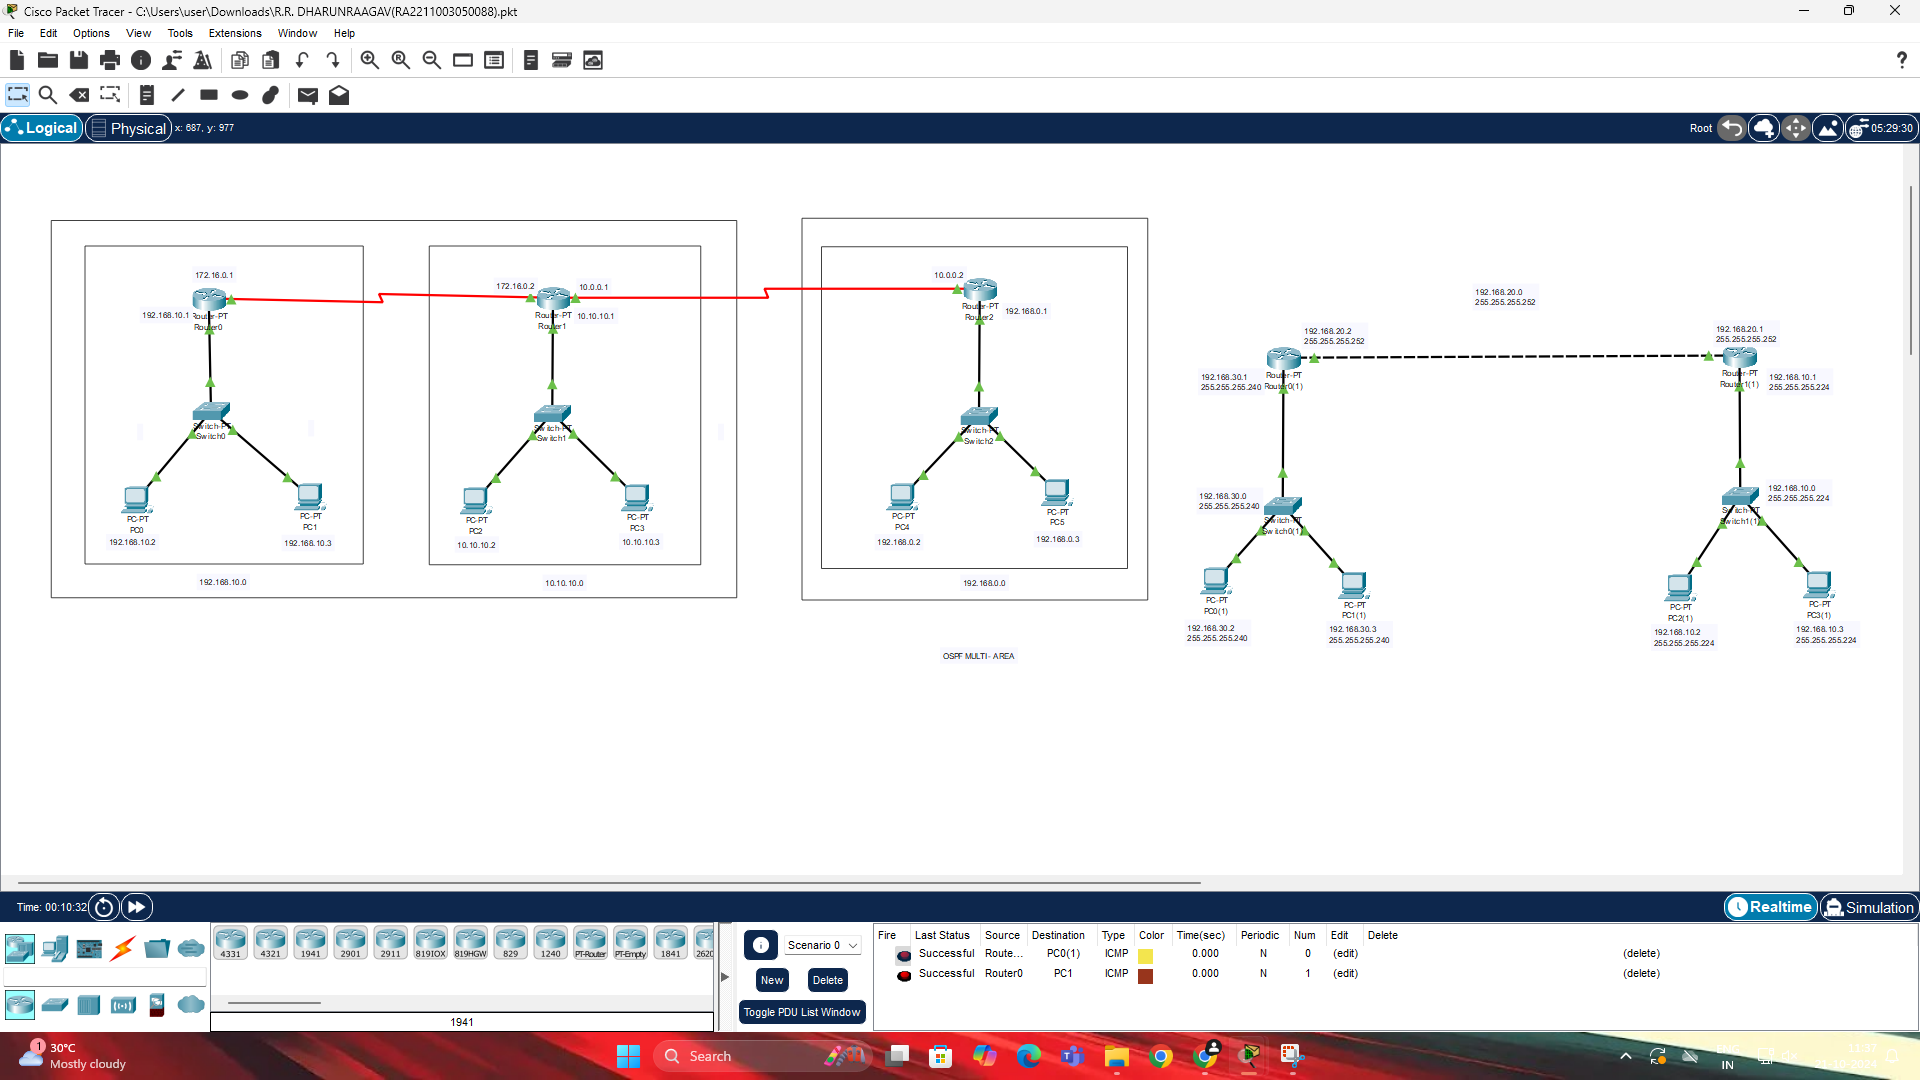 Cisco Packet Tracer - C:\Users\user\Downloads\R.R. DHARUNRAAGAV(RA2211003050088).pkt
File Edit Options View Tools Extensions Window Help
Logical Physical x: 687, y: 977
Root 05:29:30
172.16.0.1
192.168.10.1
Router-PT
Router0
172.16.0.2
10.0.0.1
Router-PT
Router1
10.10.10.1
10.0.0.2
Router-PT
Router2
192.168.0.1
Switch-PT
Switch0
Switch-PT
Switch1
Switch-PT
Switch2
PC-PT
PC0
192.168.10.2
PC-PT
PC1
192.168.10.3
PC-PT
PC2
10.10.10.2
PC-PT
PC3
10.10.10.3
PC-PT
PC4
192.168.0.2
PC-PT
PC5
192.168.0.3
192.168.10.0
10.10.10.0
192.168.0.0
OSPF MULTI- AREA
192.168.20.0
255.255.255.252
192.168.20.2
255.255.255.252
192.168.20.1
255.255.255.252
192.168.30.1
255.255.255.240
Router-PT
Router0(1)
Router-PT
Router1(1)
192.168.10.1
255.255.255.224
192.168.30.0
255.255.255.240
Switch-PT
Switch0(1)
192.168.10.0
255.255.255.224
Switch-PT
Switch1(1)
PC-PT
PC0(1)
192.168.30.2
255.255.255.240
PC-PT
PC1(1)
192.168.30.3
255.255.255.240
PC-PT
PC2(1)
192.168.10.2
255.255.255.224
PC-PT
PC3(1)
192.168.10.3
255.255.255.224
Time: 00:10:32
Realtime Simulation
4331 4321 1941 2901 2911 819IOX 819HGW 829 1240 PT-Router PT-Empty 1841 2620
1941
Scenario 0
New Delete
Toggle PDU List Window
Fire Last Status Source Destination Type Color Time(sec) Periodic Num Edit Delete
Successful Route... PC0(1) ICMP 0.000 N 0 (edit) (delete)
Successful Router0 PC1 ICMP 0.000 N 1 (edit) (delete)
1
30°C
Mostly cloudy
Search
IN